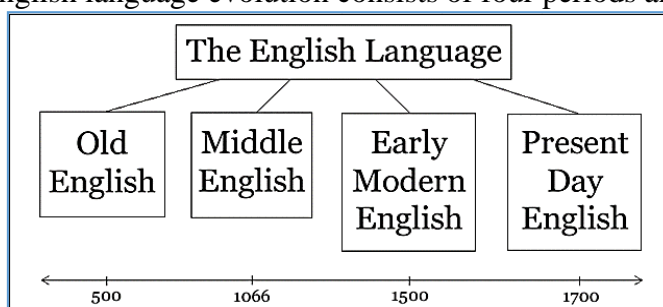 nglish language evolution consists of four periods a
The English Language
Old
English
Middle
English
Early
Modern
English
Present
Day
English
500
1066
1500
1700